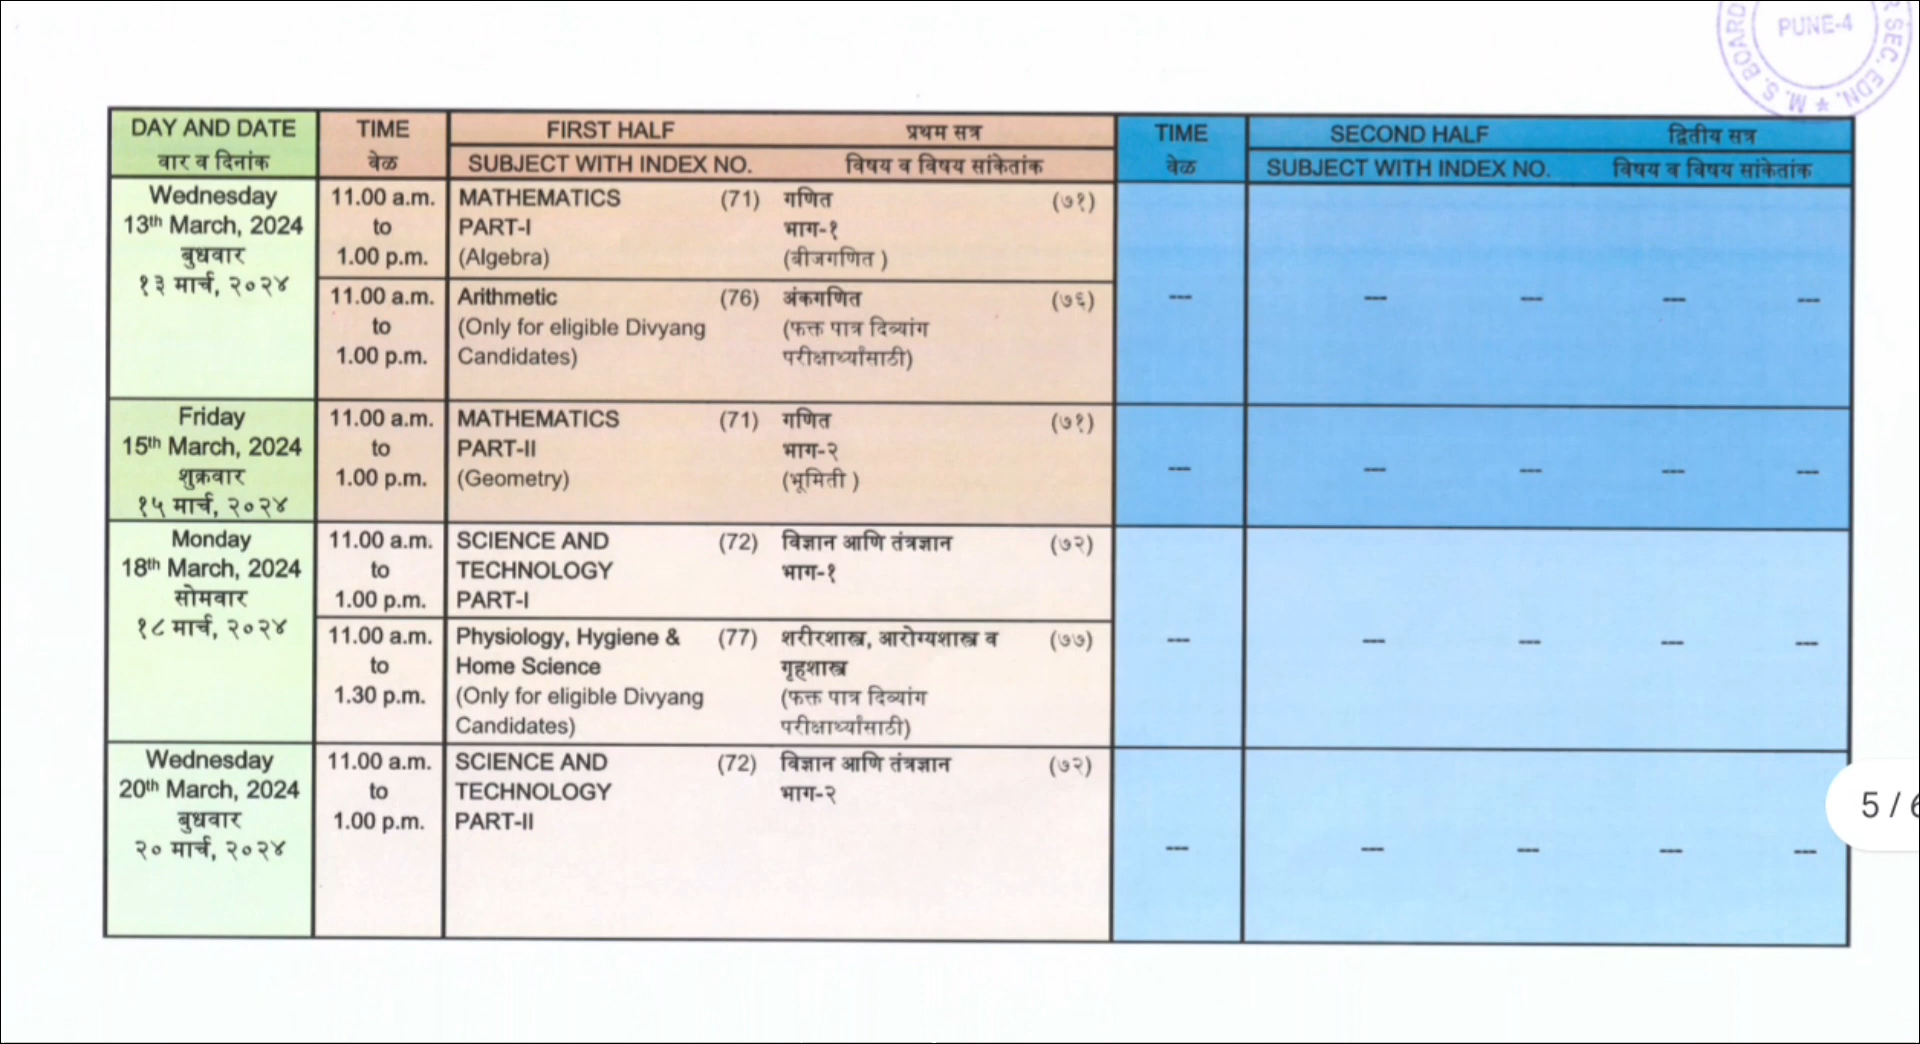 M. S. BOARD
R SEC. EDN. *
PUNE-4
DAY AND DATE
वार व दिनांक
TIME
वेळ
FIRST HALF प्रथम सत्र
SUBJECT WITH INDEX NO. विषय व विषय सांकेतांक
TIME
वेळ
SECOND HALF द्वितीय सत्र
SUBJECT WITH INDEX NO. विषय व विषय सांकेतांक
Wednesday
13th March, 2024
बुधवार
१३ मार्च, २०२४
11.00 a.m.
to
1.00 p.m.
MATHEMATICS (71) गणित (७१)
PART-I भाग-१
(Algebra) (बीजगणित )
11.00 a.m.
to
1.00 p.m.
Arithmetic (76) अंकगणित (७६)
(Only for eligible Divyang (फक्त पात्र दिव्यांग
Candidates) परीक्षार्थ्यांसाठी)
--- --- --- --- ---
Friday
15th March, 2024
शुक्रवार
१५ मार्च, २०२४
11.00 a.m.
to
1.00 p.m.
MATHEMATICS (71) गणित (७१)
PART-II भाग-२
(Geometry) (भूमिती )
--- --- --- --- ---
Monday
18th March, 2024
सोमवार
१८ मार्च, २०२४
11.00 a.m.
to
1.00 p.m.
SCIENCE AND (72) विज्ञान आणि तंत्रज्ञान (७२)
TECHNOLOGY भाग-१
PART-I
11.00 a.m.
to
1.30 p.m.
Physiology, Hygiene & (77) शरीरशास्त्र, आरोग्यशास्त्र व (७७)
Home Science गृहशास्त्र
(Only for eligible Divyang (फक्त पात्र दिव्यांग
Candidates) परीक्षार्थ्यांसाठी)
--- --- --- --- ---
Wednesday
20th March, 2024
बुधवार
२० मार्च, २०२४
11.00 a.m.
to
1.00 p.m.
SCIENCE AND (72) विज्ञान आणि तंत्रज्ञान (७२)
TECHNOLOGY भाग-२
PART-II
--- --- --- --- ---
5 / 6